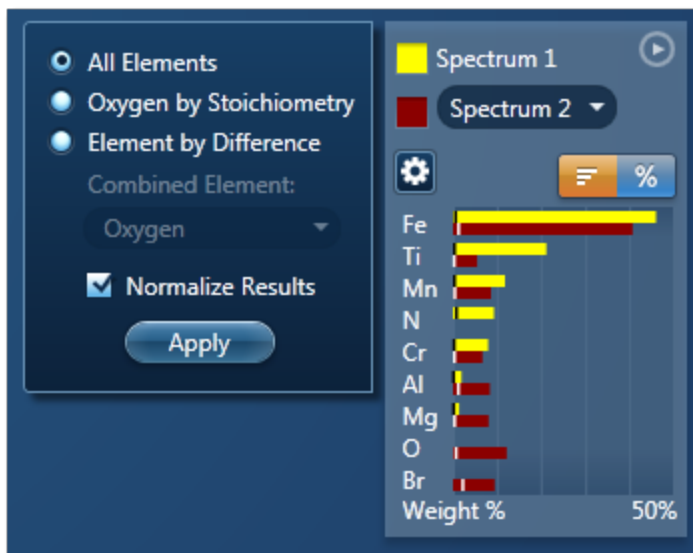 All Elements
Oxygen by Stoichiometry
Element by Difference
Combined Element:
Oxygen
Normalize Results
Apply
Spectrum 1
Spectrum 2
%
Fe
Ti
Mn
N
Cr
Al
Mg
O
Br
Weight % 50%